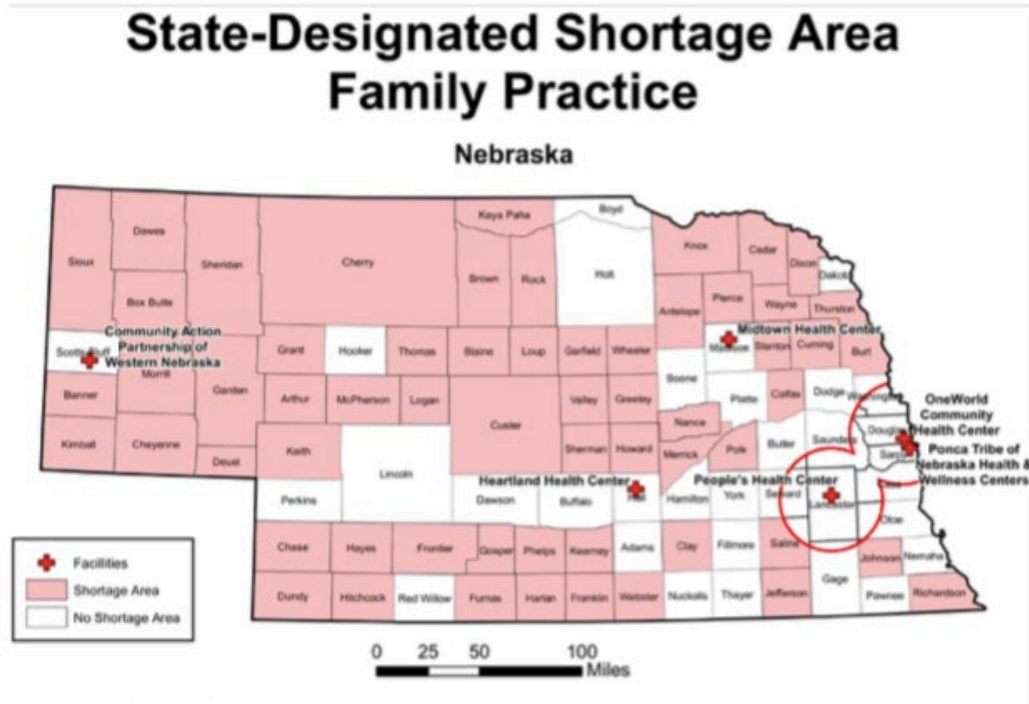 State-Designated Shortage Area
Family Practice
Nebraska
Keya Paha
Boyd
Dawes
Sioux
Sheridan
Cherry
Knox
Cedar
Dixon
Dakota
Brown
Rock
Holt
Box Butte
Antelope
Pierce
Wayne
Thurston
Community Action
Partnership of
Western Nebraska
Scotts Bluff
Grant
Hooker
Thomas
Blaine
Loup
Garfield
Wheeler
Midtown Health Center
Madison
Stanton
Cuming
Burt
Morrill
Banner
Garden
Arthur
McPherson
Logan
Valley
Greeley
Boone
Platte
Colfax
Dodge
Washington
OneWorld
Community
Health Center
Custer
Nance
Douglas
Kimball
Cheyenne
Deuel
Keith
Sherman
Howard
Merrick
Polk
Butler
Saunders
Sarpy
Ponca Tribe of
Nebraska Health &
Wellness Centers
Lincoln
Heartland Health Center
People's Health Center
Perkins
Dawson
Buffalo
Hall
Hamilton
York
Seward
Lancaster
Otoe
Chase
Hayes
Frontier
Gosper
Phelps
Kearney
Adams
Clay
Fillmore
Saline
Johnson
Nemaha
Dundy
Hitchcock
Red Willow
Furnas
Harlan
Franklin
Webster
Nuckolls
Thayer
Jefferson
Gage
Pawnee
Richardson
Facillities
Shortage Area
No Shortage Area
0 25 50 100
Miles